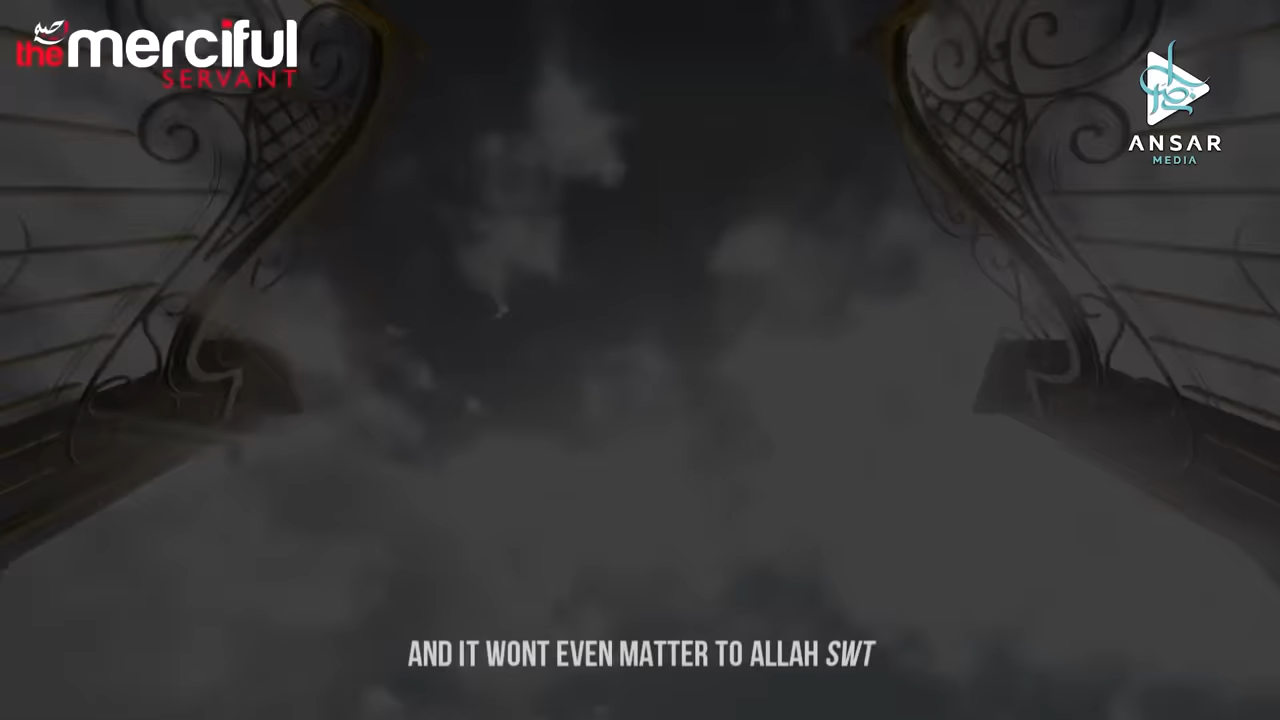 the merciful
SERVANT
ANSAR
MEDIA
AND IT WONT EVEN MATTER TO ALLAH SWT